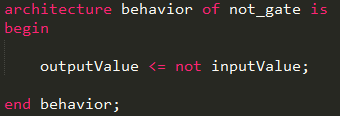 architecture behavior of not_gate is
begin
outputValue <= not inputValue;
end behavior;